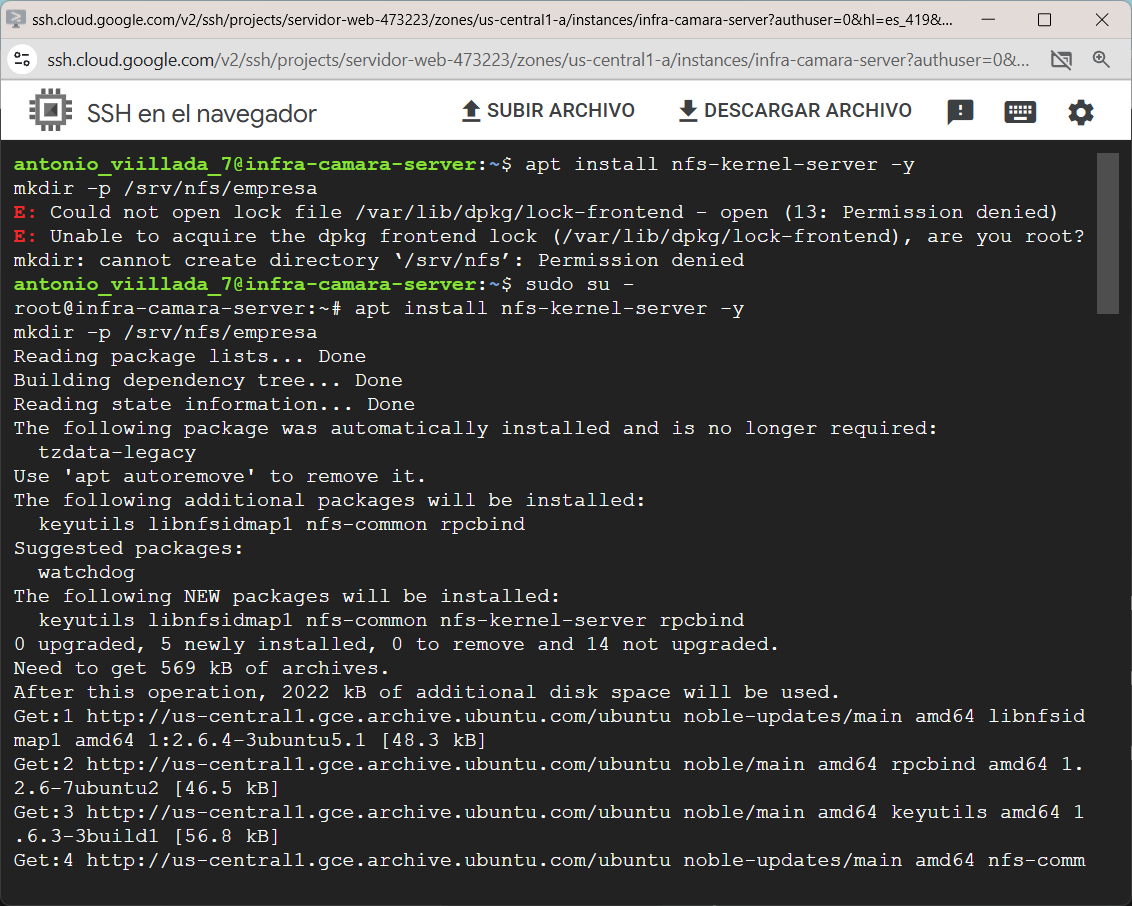 ssh.cloud.google.com/v2/ssh/projects/servidor-web-473223/zones/us-central1-a/instances/infra-camara-server?authuser=0&hl=es_419&...
ssh.cloud.google.com/v2/ssh/projects/servidor-web-473223/zones/us-central1-a/instances/infra-camara-server?authuser=0&...
SSH en el navegador
SUBIR ARCHIVO
DESCARGAR ARCHIVO
antonio_viillada_7@infra-camara-server:~$ apt install nfs-kernel-server -y
mkdir -p /srv/nfs/empresa
E: Could not open lock file /var/lib/dpkg/lock-frontend - open (13: Permission denied)
E: Unable to acquire the dpkg frontend lock (/var/lib/dpkg/lock-frontend), are you root?
mkdir: cannot create directory ‘/srv/nfs’: Permission denied
antonio_viillada_7@infra-camara-server:~$ sudo su -
root@infra-camara-server:~# apt install nfs-kernel-server -y
mkdir -p /srv/nfs/empresa
Reading package lists... Done
Building dependency tree... Done
Reading state information... Done
The following package was automatically installed and is no longer required:
  tzdata-legacy
Use 'apt autoremove' to remove it.
The following additional packages will be installed:
  keyutils libnfsidmap1 nfs-common rpcbind
Suggested packages:
  watchdog
The following NEW packages will be installed:
  keyutils libnfsidmap1 nfs-common nfs-kernel-server rpcbind
0 upgraded, 5 newly installed, 0 to remove and 14 not upgraded.
Need to get 569 kB of archives.
After this operation, 2022 kB of additional disk space will be used.
Get:1 http://us-central1.gce.archive.ubuntu.com/ubuntu noble-updates/main amd64 libnfsid
map1 amd64 1:2.6.4-3ubuntu5.1 [48.3 kB]
Get:2 http://us-central1.gce.archive.ubuntu.com/ubuntu noble/main amd64 rpcbind amd64 1.
2.6-7ubuntu2 [46.5 kB]
Get:3 http://us-central1.gce.archive.ubuntu.com/ubuntu noble/main amd64 keyutils amd64 1
.6.3-3build1 [56.8 kB]
Get:4 http://us-central1.gce.archive.ubuntu.com/ubuntu noble-updates/main amd64 nfs-comm